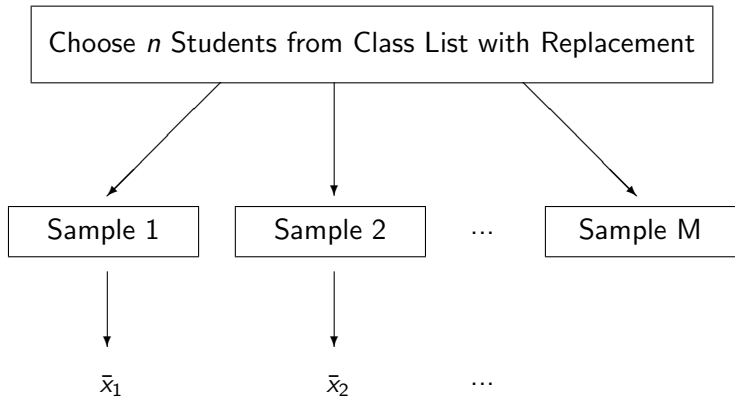 Choose n Students from Class List with Replacement
Sample 1 Sample 2 ... Sample M
x̄₁ x̄₂ ...